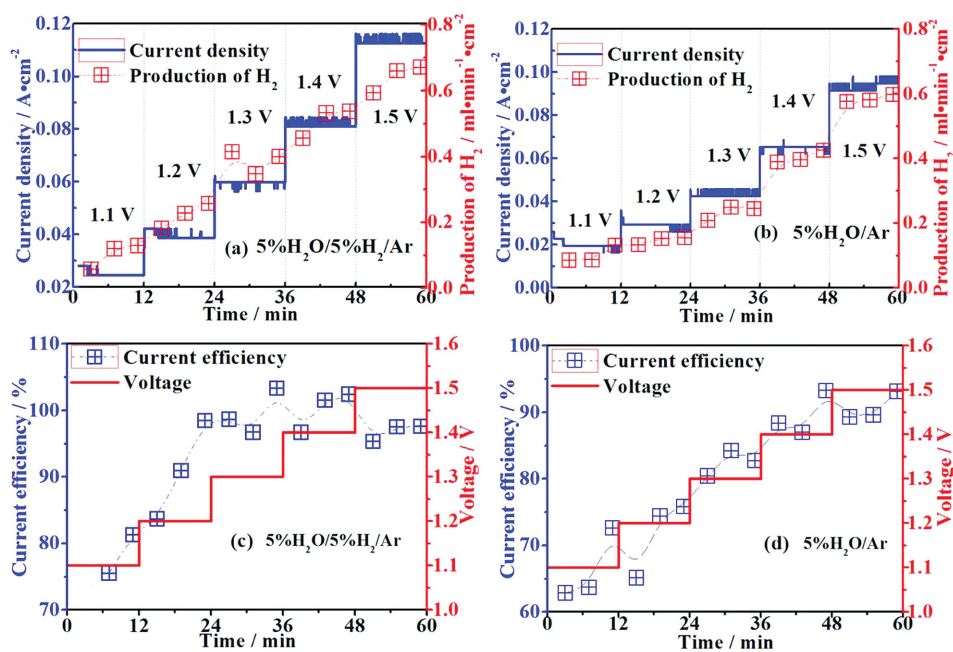 (a)
Current density / A•cm-2
0.12
0.10
0.08
0.06
0.04
0.02
Current density
Production of H2
1.1 V
1.2 V
1.3 V
1.4 V
1.5 V
(a) 5%H2O/5%H2/Ar
0.8
0.7
0.6
0.5
0.4
0.3
0.2
0.1
0.0
Production of H2 / ml•min-1•cm-2
0 12 24 36 48 60
Time / min
(b)
Current density / A•cm-2
0.12
0.10
0.08
0.06
0.04
0.02
0.00
Current density
Production of H2
1.1 V
1.2 V
1.3 V
1.4 V
1.5 V
(b) 5%H2O/Ar
0.8
0.6
0.4
0.2
0.0
Production of H2 / ml•min-1•cm-2
0 12 24 36 48 60
Time / min
Current efficiency / %
110
100
90
80
70
Current efficiency
Voltage
(c) 5%H2O/5%H2/Ar
1.6
1.5
1.4
1.3
1.2
1.1
1.0
Voltage / V
0 12 24 36 48 60
Time / min
Current efficiency / %
100
90
80
70
60
Current efficiency
Voltage
(d) 5%H2O/Ar
1.6
1.5
1.4
1.3
1.2
1.1
1.0
Voltage / V
0 12 24 36 48 60
Time / min